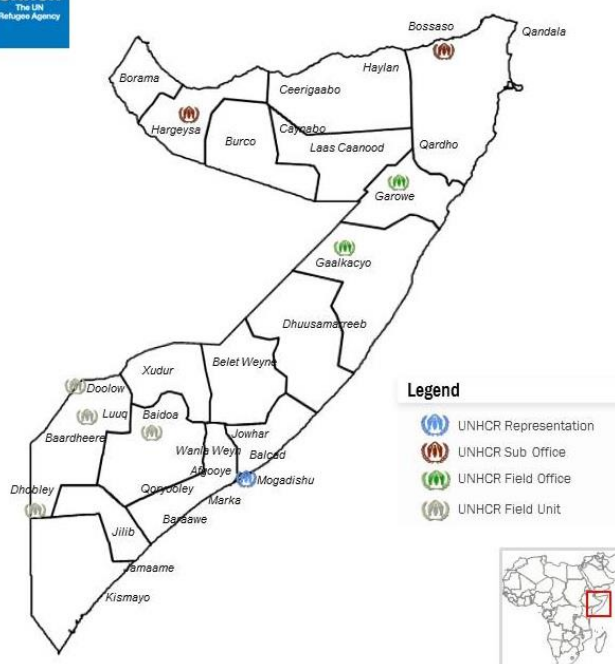 The UN
Refugee Agency
Bossaso
Qandala
Borama
Haylan
Ceerigaabo
Hargeysa
Caynabo
Burco
Laas Caanood
Qardho
Garowe
Gaalkacyo
Dhuusamarreeb
Xudur
Belet Weyne
Doolow
Luuq
Baidoa
Baardheere
Jowhar
Wanla Weyn
Balcad
Afgooye
Mogadishu
Dhobley
Qoryooley
Marka
Baraawe
Jilib
Jamaame
Kismayo
Legend
UNHCR Representation
UNHCR Sub Office
UNHCR Field Office
UNHCR Field Unit